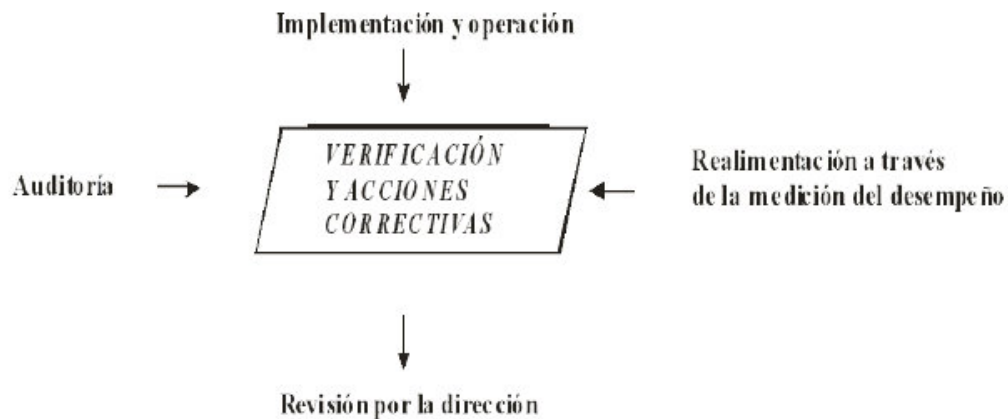 Implementación y operación
VERIFICACIÓN
Y ACCIONES
CORRECTIVAS
Auditoría
Realimentación a través
de la medición del desempeño
Revisión por la dirección